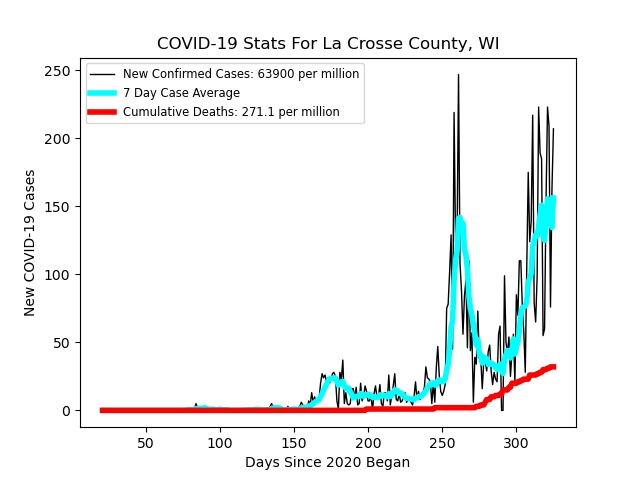 COVID-19 Stats For La Crosse County, WI
New Confirmed Cases: 63900 per million
7 Day Case Average
Cumulative Deaths: 271.1 per million
New COVID-19 Cases
250
200
150
100
50
0
50 100 150 200 250 300
Days Since 2020 Began